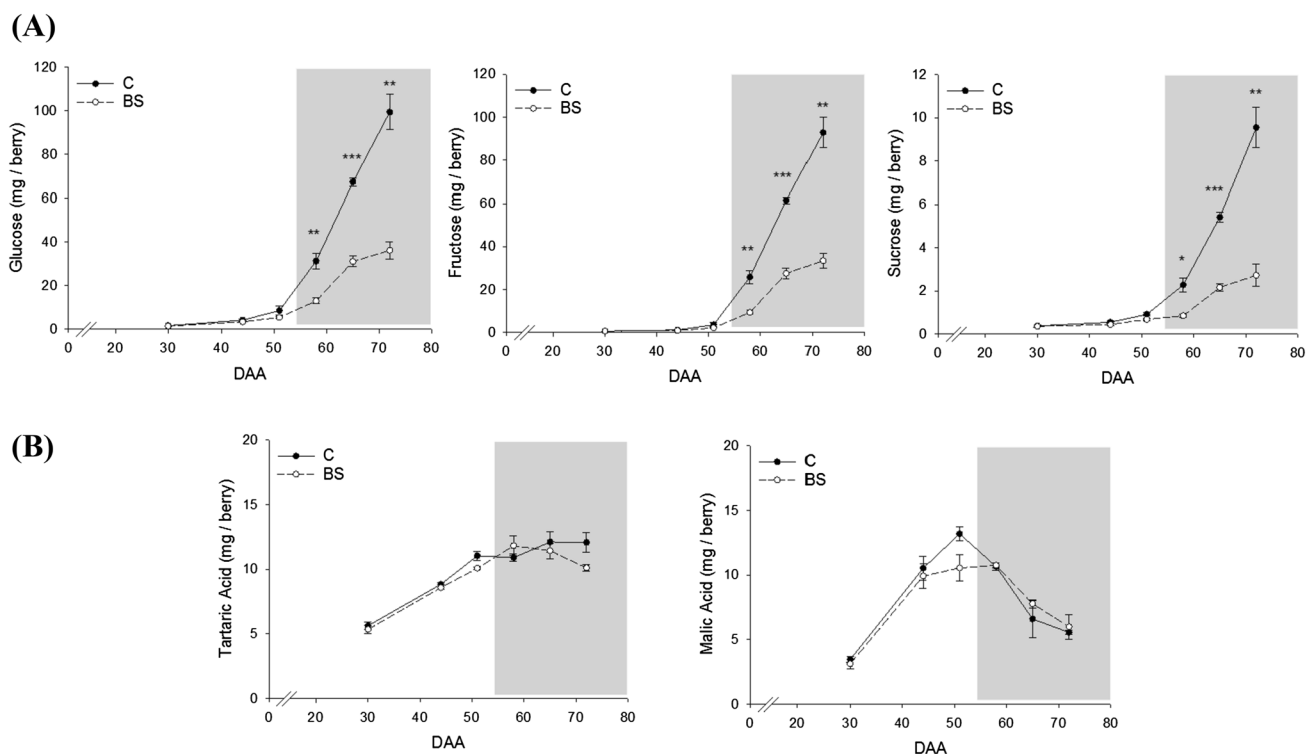 (A)
C
BS
Glucose (mg / berry)
120
100
80
60
40
20
0
**
***
**
0 20 30 40 50 60 70 80
DAA
C
BS
Fructose (mg / berry)
120
100
80
60
40
20
0
**
***
**
0 20 30 40 50 60 70 80
DAA
C
BS
Sucrose (mg / berry)
12
10
8
6
4
2
0
**
***
*
0 20 30 40 50 60 70 80
DAA
(B)
C
BS
Tartaric Acid (mg / berry)
20
15
10
5
0
0 20 30 40 50 60 70 80
DAA
C
BS
Malic Acid (mg / berry)
20
15
10
5
0
0 20 30 40 50 60 70 80
DAA